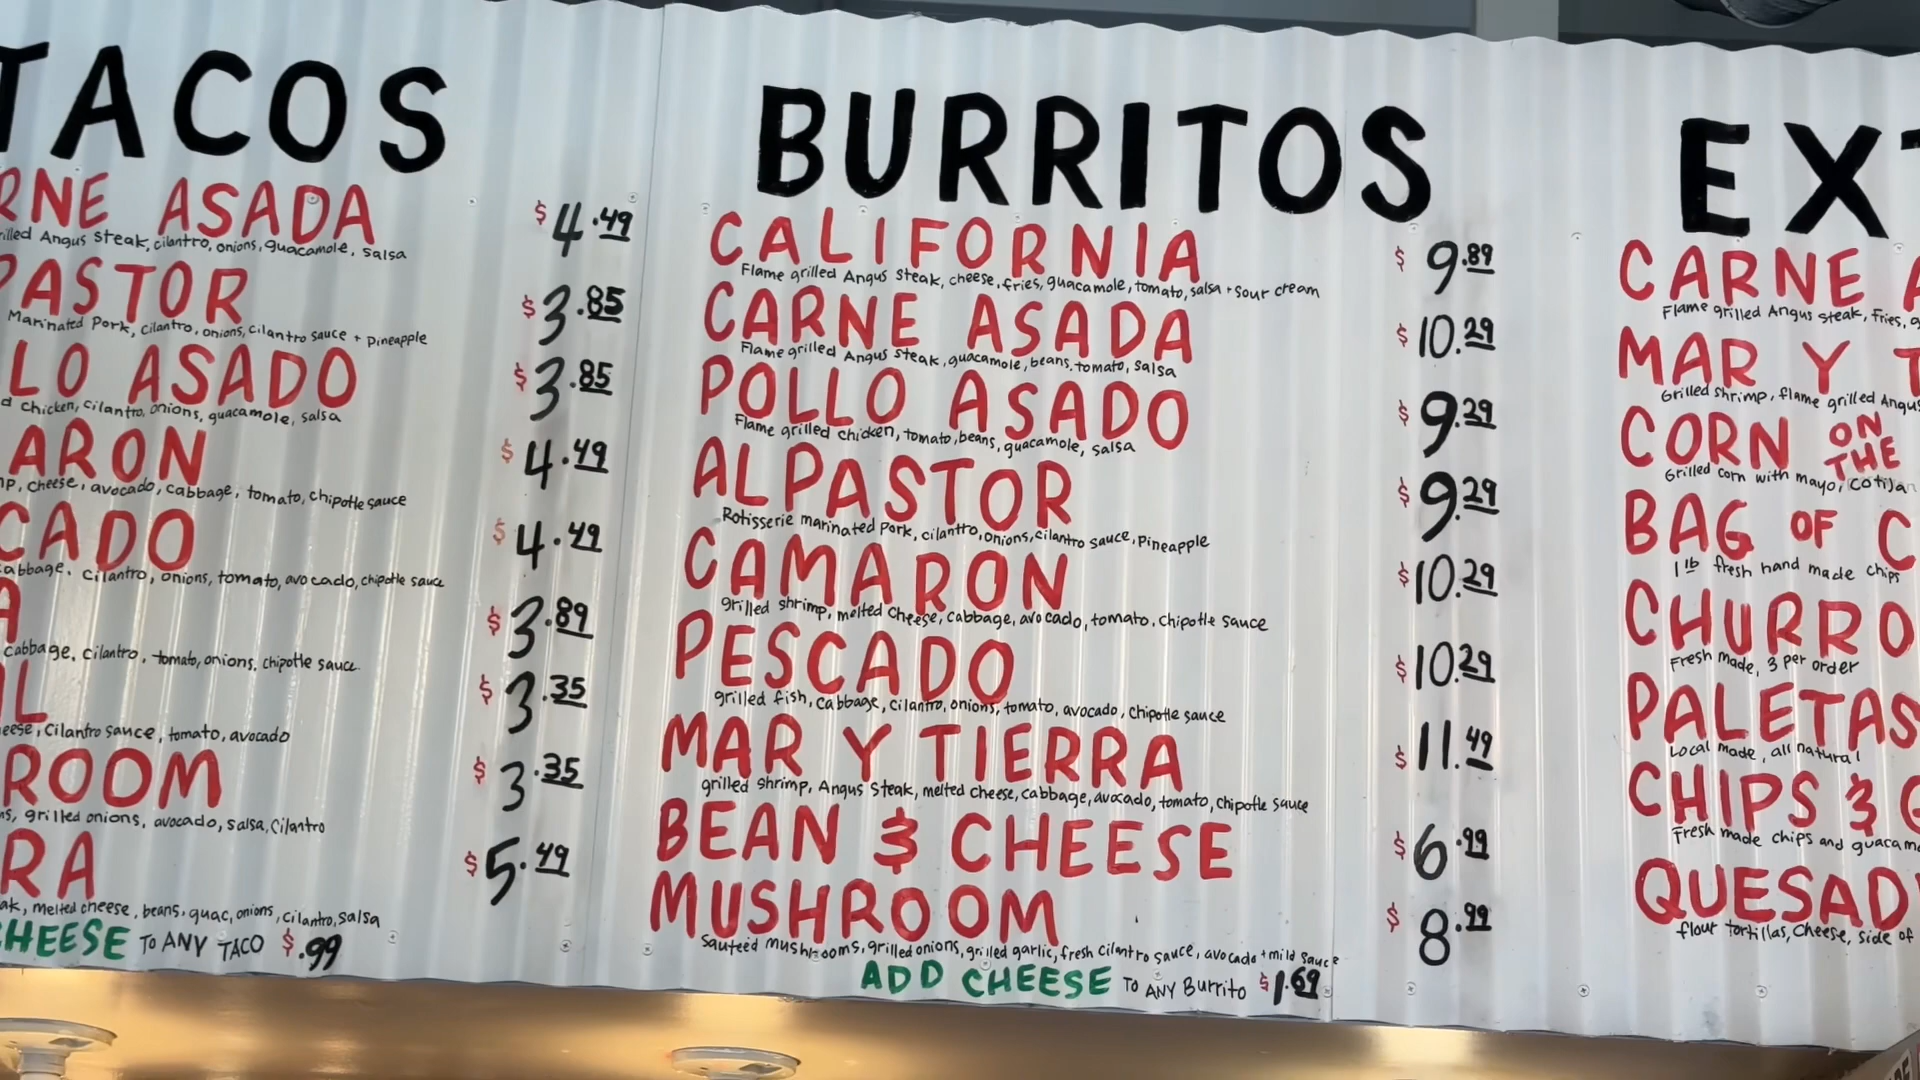 TACOS
RNE ASADA $4.49
illed Angus steak, cilantro, onions, guacamole, salsa
PASTOR $3.85
Marinated Pork, cilantro, onions, cilantro sauce + pineapple
LO ASADO $3.85
d chicken, cilantro, onions, guacamole, salsa
ARON $4.49
mp, cheese, avocado, cabbage, tomato, chipotle sauce
CADO $4.49
cabbage, cilantro, onions, tomato, avocado, chipotle sauce
A $3.89
cabbage, cilantro, tomato, onions, chipotle sauce
L $3.35
eese, cilantro sauce, tomato, avocado
ROOM $3.35
s, grilled onions, avocado, salsa, cilantro
RA $5.49
ak, melted cheese, beans, guac, onions, cilantro, salsa
CHEESE TO ANY TACO $.99
BURRITOS
CALIFORNIA $9.89
Flame grilled Angus steak, cheese, fries, guacamole, tomato, salsa + sour cream
CARNE ASADA $10.29
Flame grilled Angus steak, guacamole, beans, tomato, salsa
POLLO ASADO $9.29
Flame grilled chicken, tomato, beans, guacamole, salsa
AL PASTOR $9.29
Rotisserie marinated pork, cilantro, onions, cilantro sauce, pineapple
CAMARON $10.29
grilled shrimp, melted cheese, cabbage, avocado, tomato, chipotle sauce
PESCADO $10.29
grilled fish, cabbage, cilantro, onions, tomato, avocado, chipotle sauce
MAR Y TIERRA $11.49
grilled shrimp, Angus steak, melted cheese, cabbage, avocado, tomato, chipotle sauce
BEAN & CHEESE $6.99
MUSHROOM $8.99
sauteed mushrooms, grilled onions, grilled garlic, fresh cilantro sauce, avocado + mild sauce
ADD CHEESE TO ANY Burrito $1.69
EXT
CARNE A
Flame grilled Angus steak, fries, g
MAR Y T
Grilled shrimp, flame grilled Angus
CORN ON THE
Grilled corn with mayo, cotija
BAG OF C
1 lb fresh hand made chips
CHURRO
Fresh made, 3 per order
PALETAS
Local made, all natural
CHIPS & G
Fresh made chips and guacam
QUESAD
flour tortillas, cheese, side of